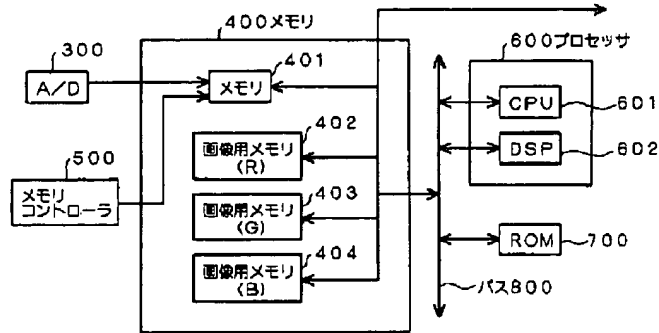 400メモリ
300
A/D
401
メモリ
402
画像用メモリ
(R)
500
メモリ
コントローラ
403
画像用メモリ
(G)
404
画像用メモリ
(B)
600プロセッサ
CPU
601
DSP
602
ROM
700
バス800